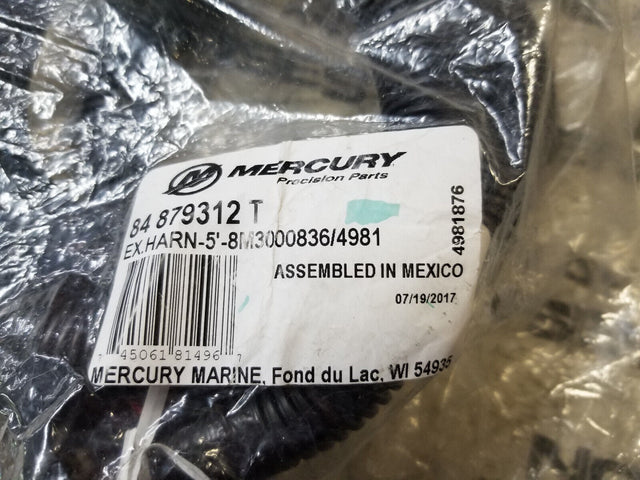 MERCURY
Precision Parts
84 879312 T
EX.HARN-5'-8M3000836/4981
ASSEMBLED IN MEXICO
4981876
07/19/2017
7 45061 81496 7
MERCURY MARINE, Fond du Lac, WI 54935